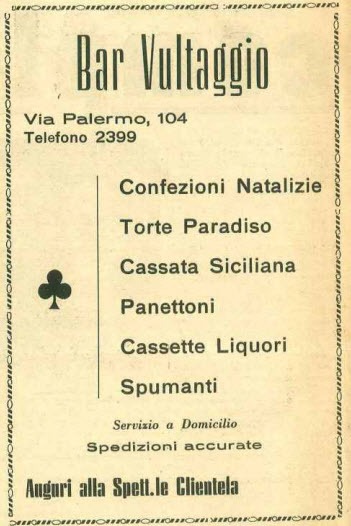 Bar Vultaggio
Via Palermo, 104
Telefono 2399
Confezioni Natalizie
Torte Paradiso
Cassata Siciliana
Panettoni
Cassette Liquori
Spumanti
Servizio a Domicilio
Spedizioni accurate
Auguri alla Spett.le Clientela